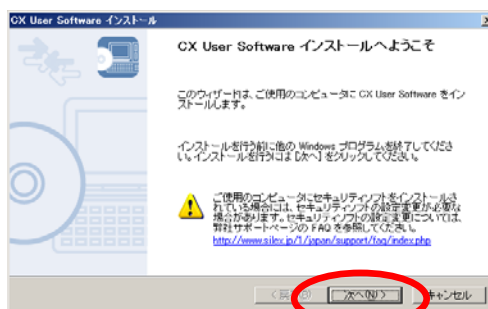 CX User Software インストール
CX User Software インストールへようこそ
このウィザードは、ご使用のコンピュータに CX User Software をイン
ストールします。
インストールを行う前に他の Windows プログラムを終了してくださ
い。インストールを行うには [次へ] をクリックしてください。
ご使用のコンピュータにセキュリティソフトをインストールさ
れている場合には、セキュリティソフトの設定変更が必要な
場合があります。セキュリティソフトの設定変更については、
弊社サポートページの FAQ を参照してください。
http://www.silex.jp/1/japan/support/faq/index.php
次へ(N) >
キャンセル